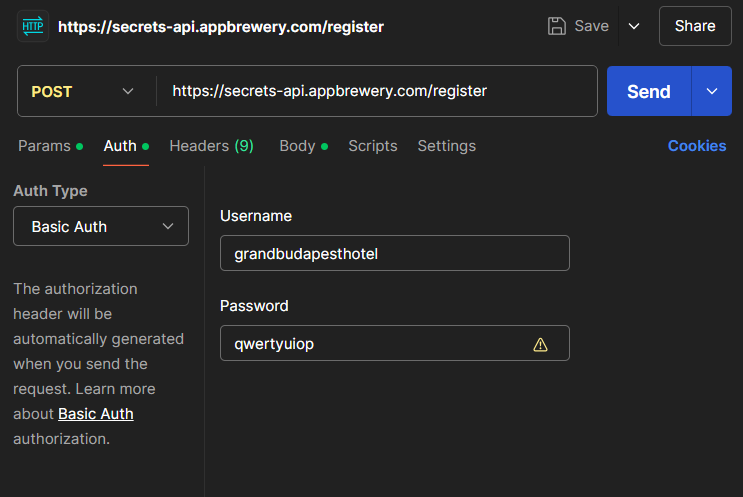 HTTP https://secrets-api.appbrewery.com/register Save Share
POST https://secrets-api.appbrewery.com/register Send
Params Auth Headers (9) Body Scripts Settings Cookies
Auth Type
Basic Auth
The authorization
header will be
automatically generated
when you send the
request. Learn more
about Basic Auth
authorization.
Username
grandbudapesthotel
Password
qwertyuiop